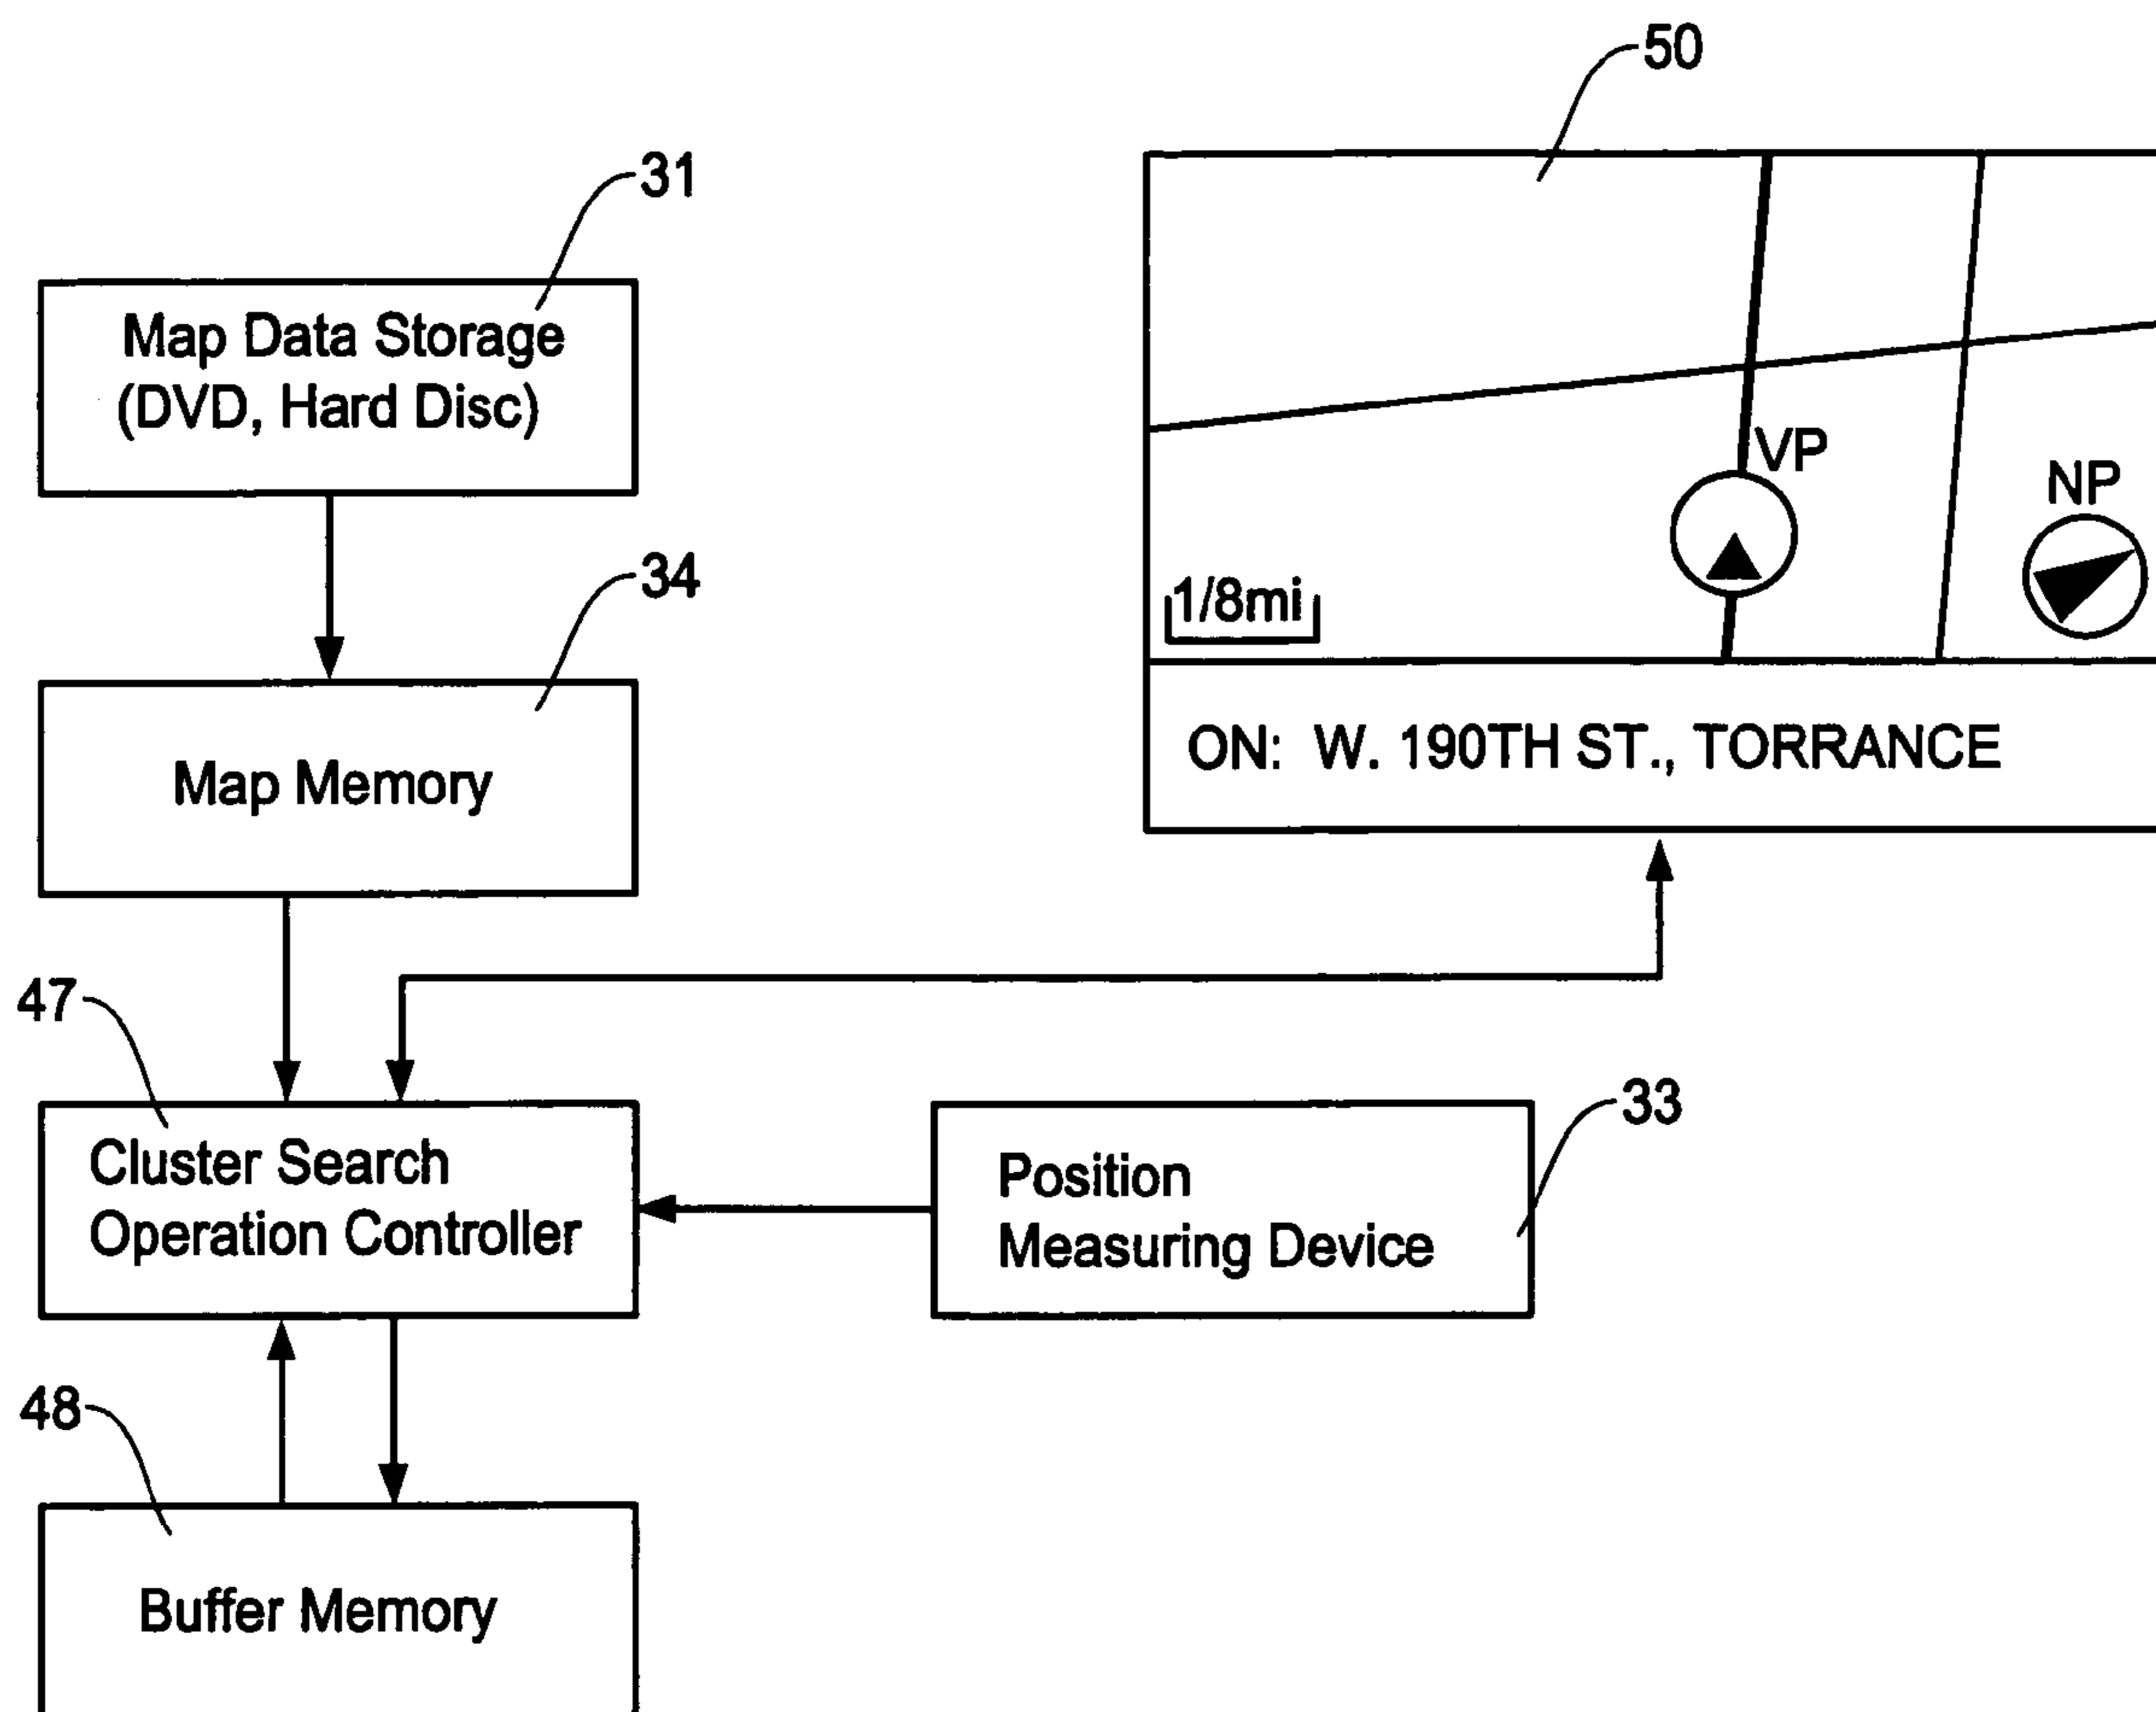 50
31
Map Data Storage
(DVD, Hard Disc)
VP
NP
34
1/8mi
Map Memory
ON: W. 190TH ST., TORRANCE
47
33
Cluster Search
Operation Controller
Position
Measuring Device
48
Buffer Memory